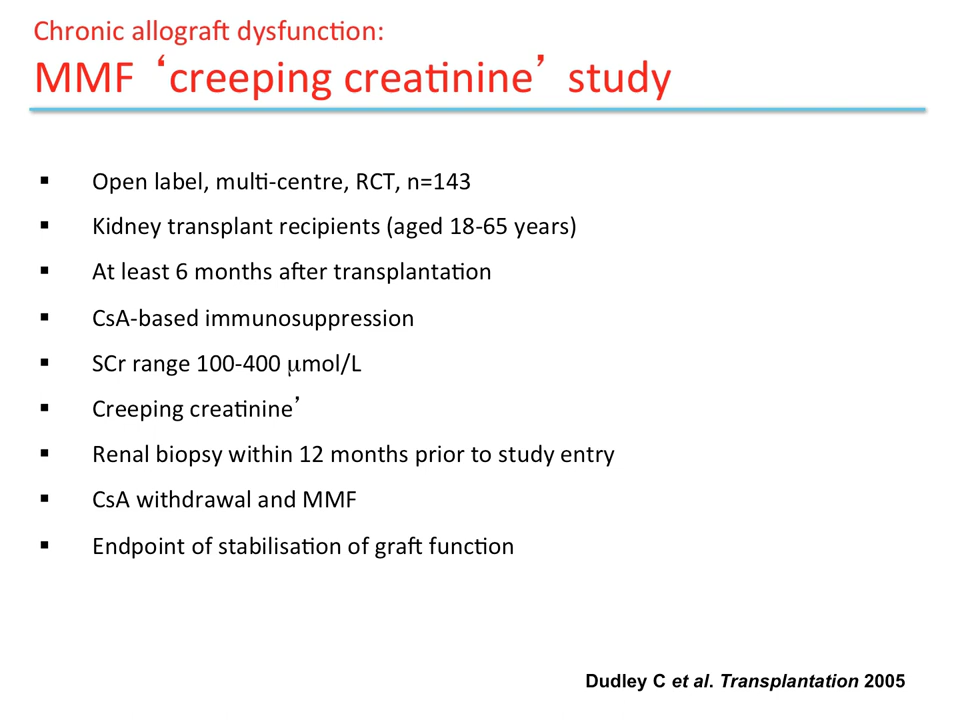 Chronic allograft dysfunction:
MMF ‘creeping creatinine’ study
▪ Open label, multi-centre, RCT, n=143
▪ Kidney transplant recipients (aged 18-65 years)
▪ At least 6 months after transplantation
▪ CsA-based immunosuppression
▪ SCr range 100-400 μmol/L
▪ Creeping creatinine’
▪ Renal biopsy within 12 months prior to study entry
▪ CsA withdrawal and MMF
▪ Endpoint of stabilisation of graft function
Dudley C et al. Transplantation 2005